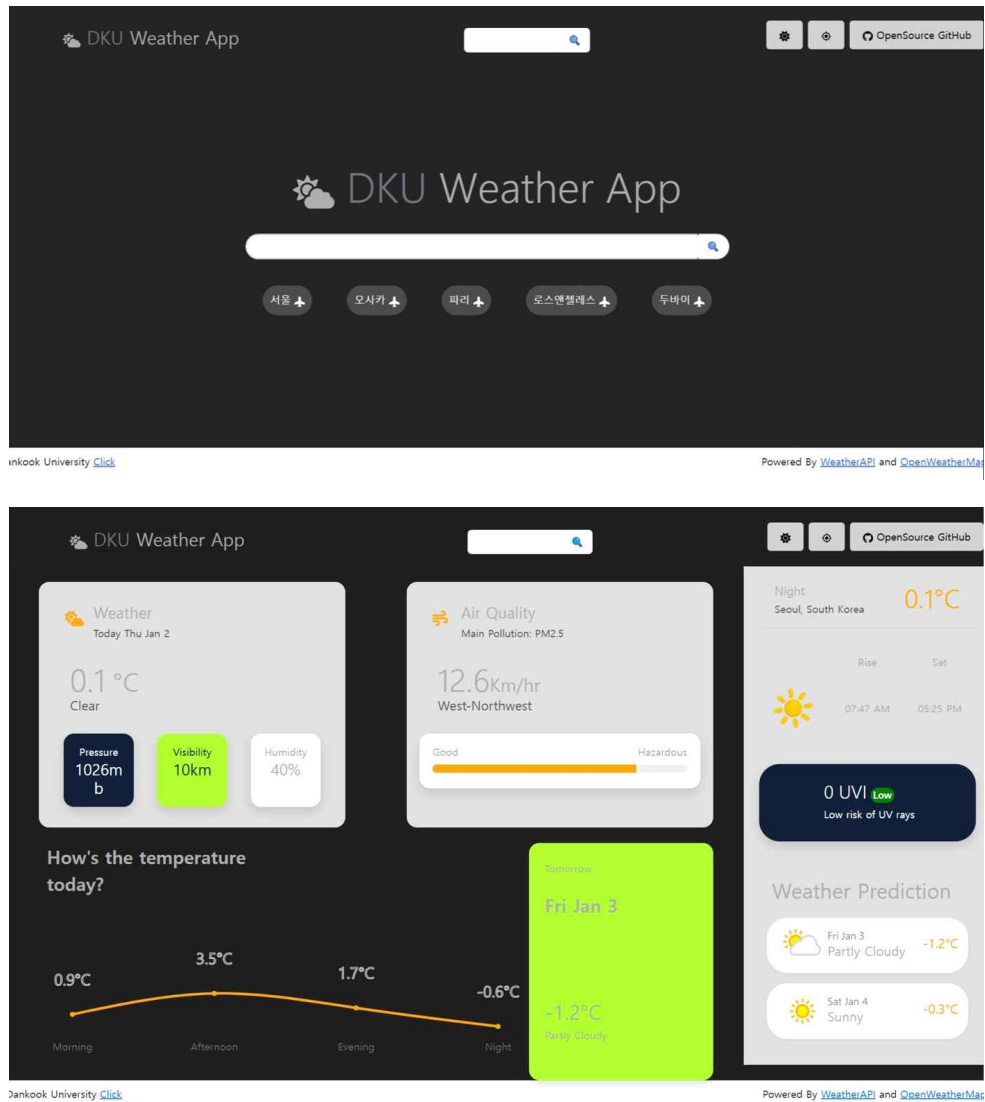 DKU Weather App
OpenSource GitHub
DKU Weather App
서울
오사카
파리
로스앤젤레스
두바이
ankook University Click
Powered By WeatherAPI and OpenWeatherMap
DKU Weather App
OpenSource GitHub
Weather
Today Thu Jan 2
0.1 °C
Clear
Pressure
1026m
b
Visibility
10km
Humidity
40%
Air Quality
Main Pollution: PM2.5
12.6Km/hr
West-Northwest
Good
Hazardous
Night
Seoul, South Korea
0.1°C
Rise
Set
07:47 AM
05:25 PM
0 UVI Low
Low risk of UV rays
How's the temperature
today?
0.9°C
3.5°C
1.7°C
-0.6°C
Morning
Afternoon
Evening
Night
Tomorrow
Fri Jan 3
-1.2°C
Partly Cloudy
Weather Prediction
Fri Jan 3
Partly Cloudy
-1.2°C
Sat Jan 4
Sunny
-0.3°C
Dankook University Click
Powered By WeatherAPI and OpenWeatherMap